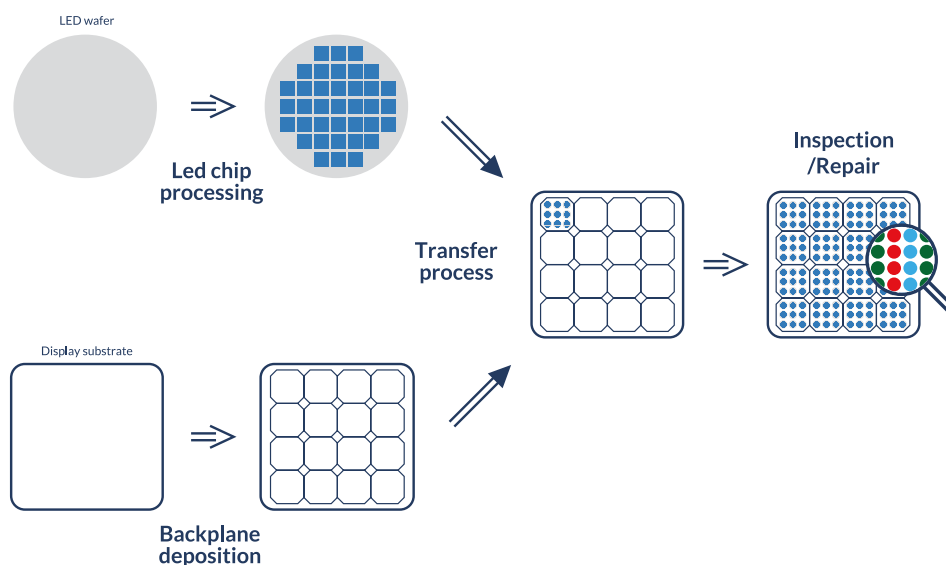 LED wafer
Led chip
processing
Inspection
/Repair
Transfer
process
Display substrate
Backplane
deposition